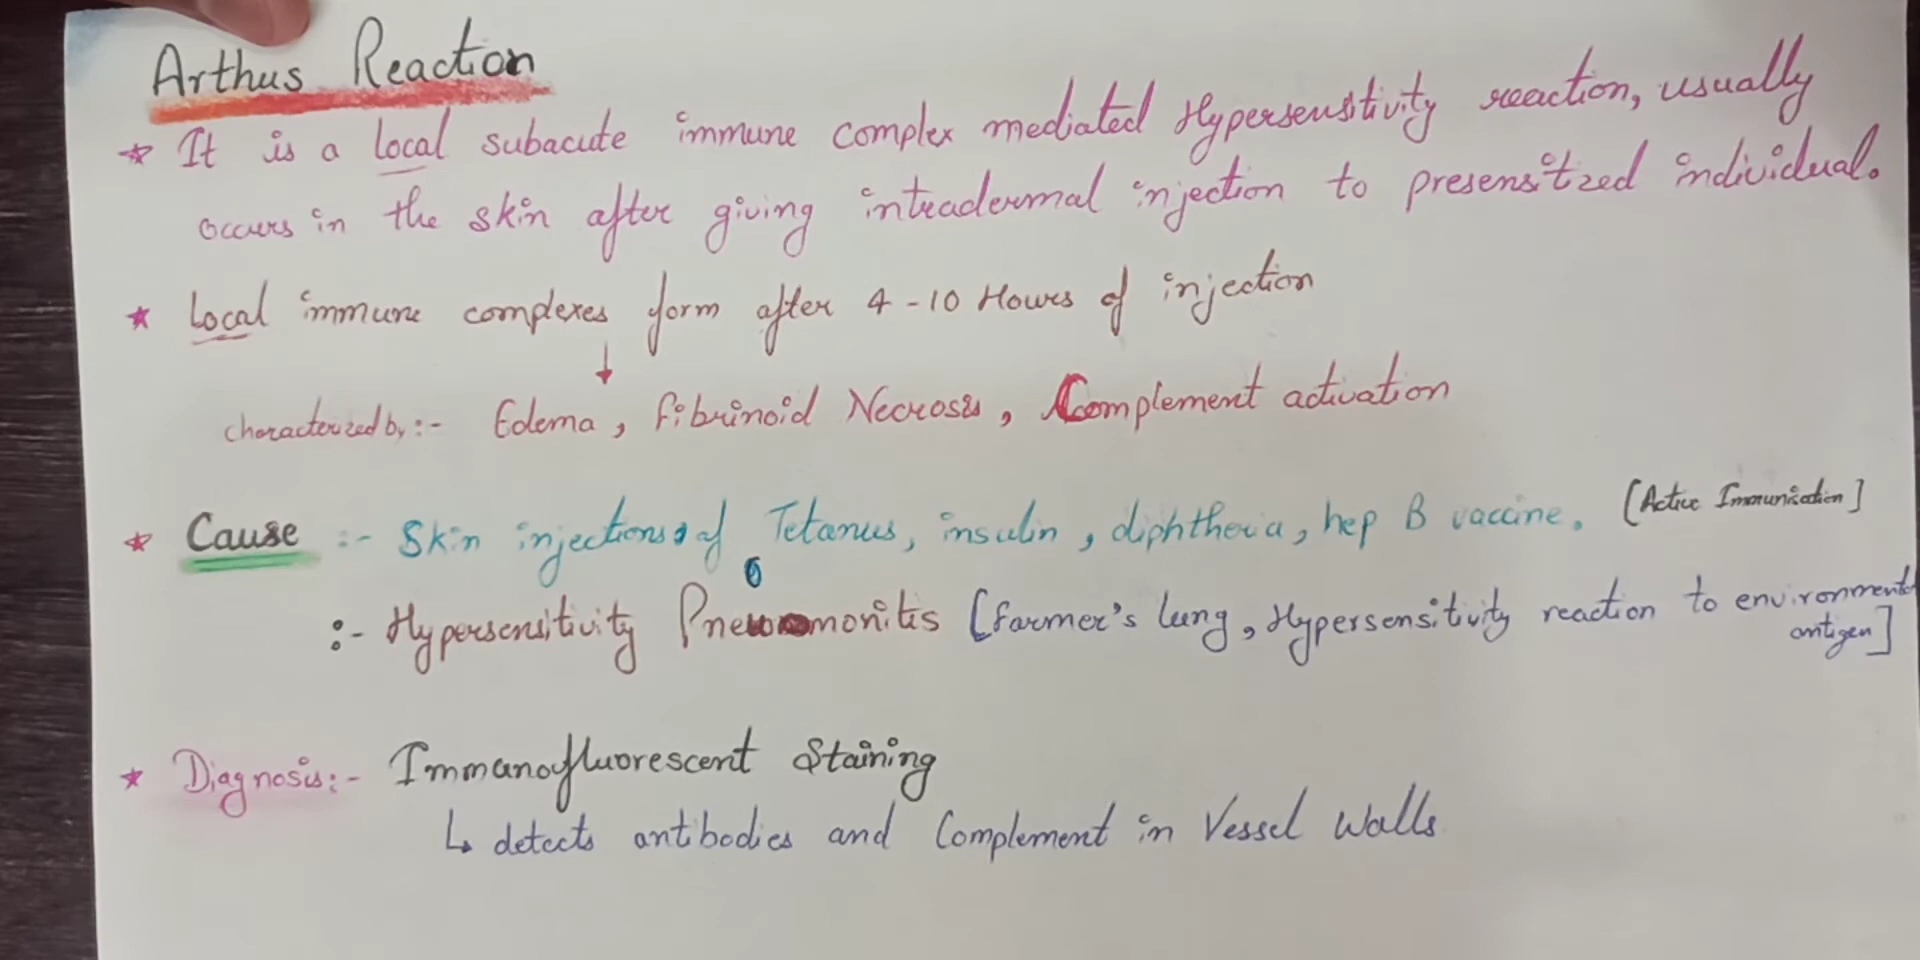 Arthus Reaction
* It is a local subacute immune complex mediated Hypersensitivity reaction, usually
occurs in the skin after giving intradermal injection to presensitized individual.
* Local immune complexes form after 4-10 Hours of injection
↓
characterized by:- Edema, fibrinoid Necrosis, Complement activation
* Cause :- Skin injections of Tetanus, insulin, diphtheria, hep B vaccine. [Active Immunisation]
:- Hypersensitivity Pneumonitis [farmer's lung, Hypersensitivity reaction to environment
antigen]
* Diagnosis:- Immanofluorescent Staining
↳ detects antibodies and Complement in Vessel Walls